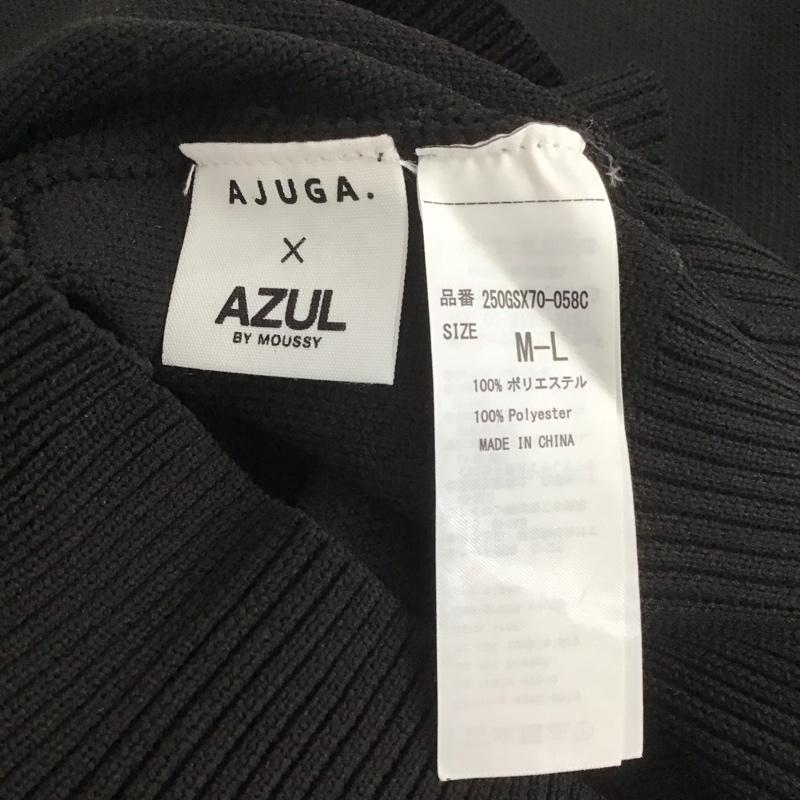 AJUGA.
×
AZUL
BY MOUSSY
品番 250GSX70-058C
SIZE
M-L
100% ポリエステル
100% Polyester
MADE IN CHINA